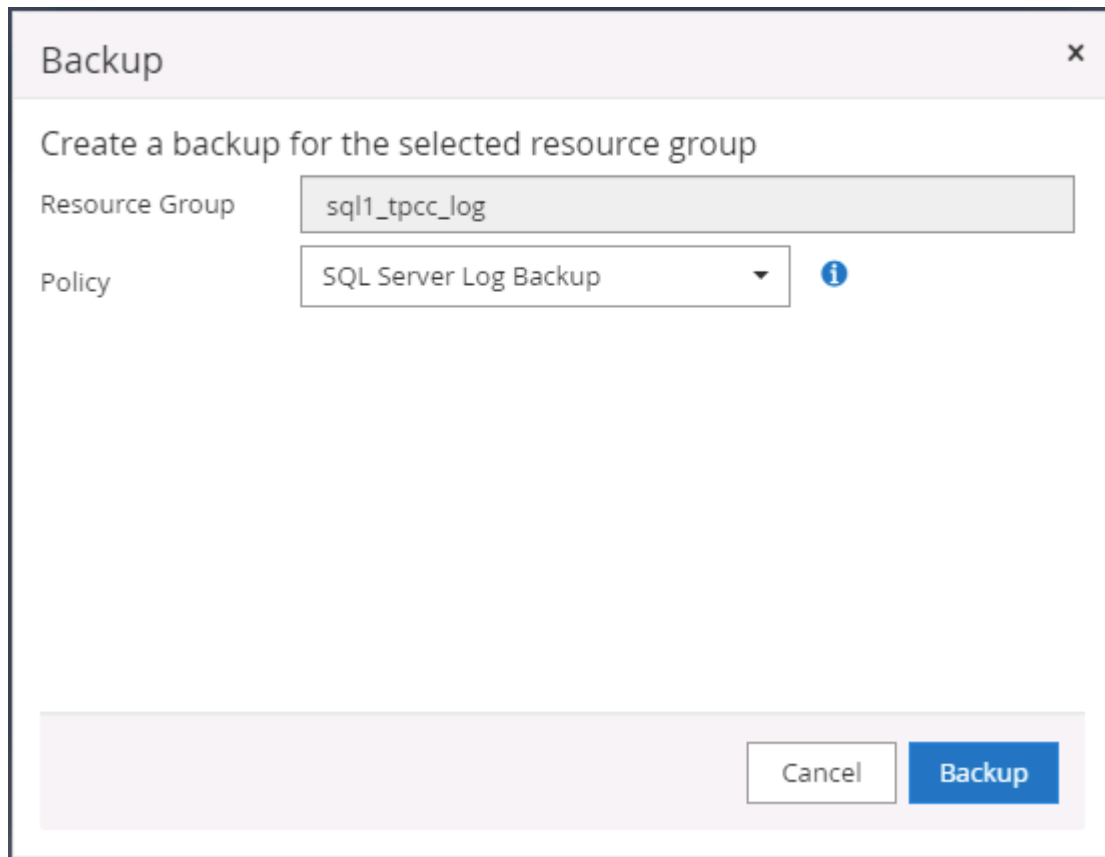 Backup
Create a backup for the selected resource group
Resource Group sql1_tpcc_log
Policy SQL Server Log Backup
Cancel Backup